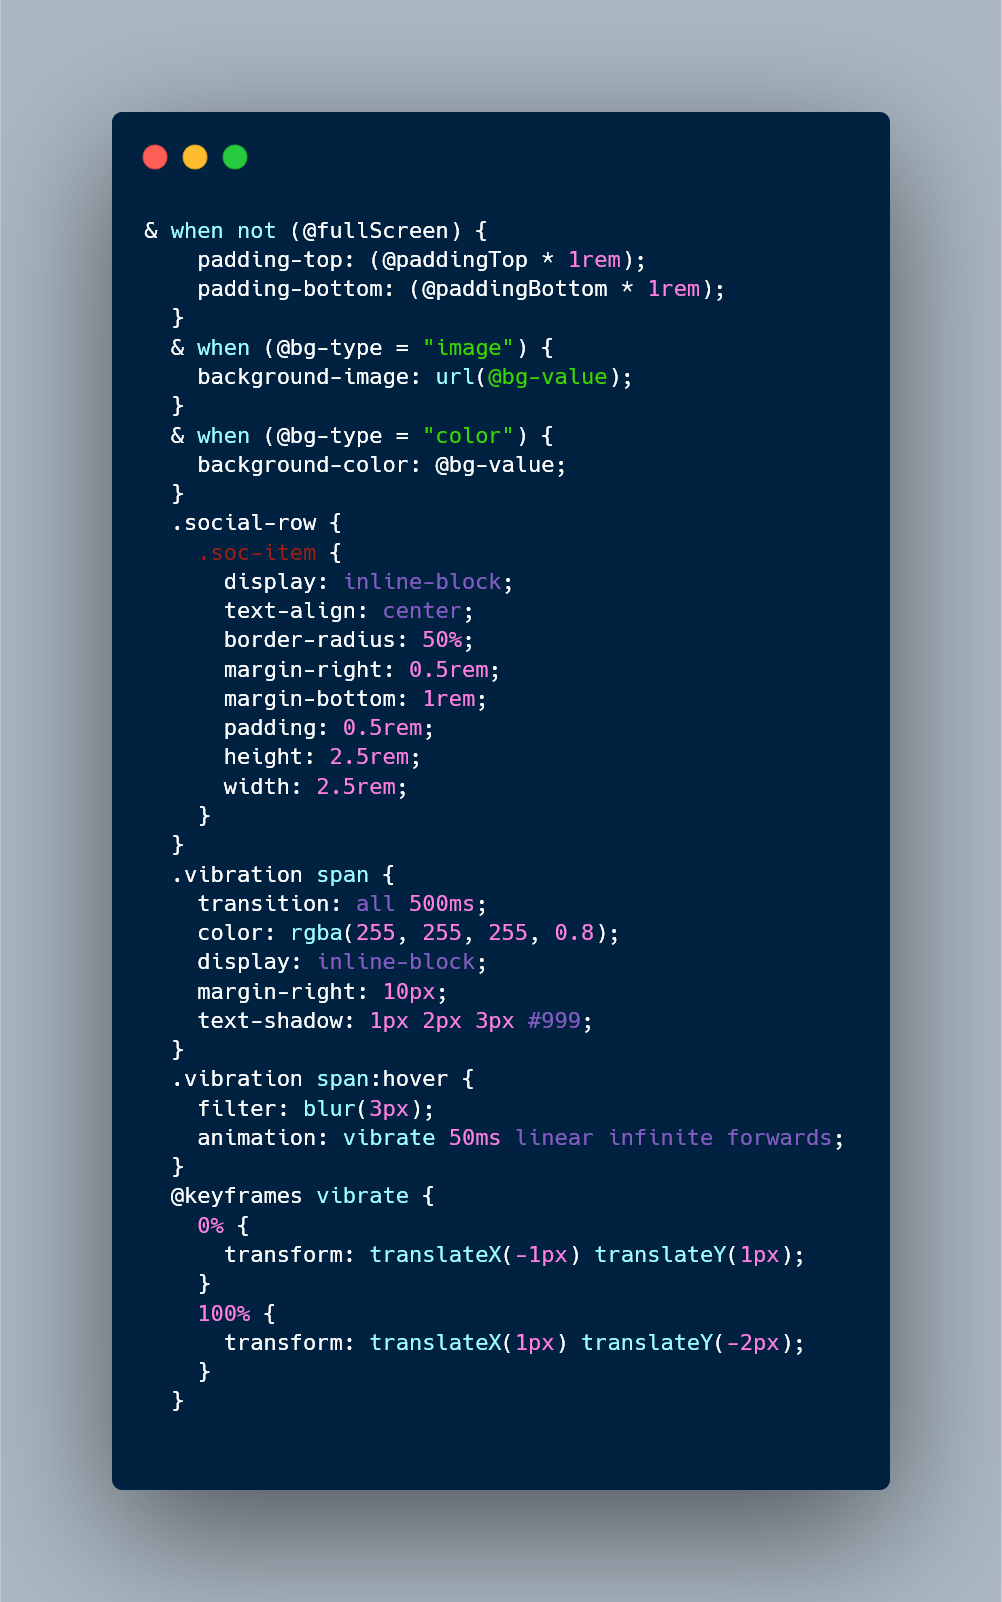 & when not (@fullScreen) {
    padding-top: (@paddingTop * 1rem);
    padding-bottom: (@paddingBottom * 1rem);
  }
  & when (@bg-type = "image") {
    background-image: url(@bg-value);
  }
  & when (@bg-type = "color") {
    background-color: @bg-value;
  }
  .social-row {
    .soc-item {
      display: inline-block;
      text-align: center;
      border-radius: 50%;
      margin-right: 0.5rem;
      margin-bottom: 1rem;
      padding: 0.5rem;
      height: 2.5rem;
      width: 2.5rem;
    }
  }
  .vibration span {
    transition: all 500ms;
    color: rgba(255, 255, 255, 0.8);
    display: inline-block;
    margin-right: 10px;
    text-shadow: 1px 2px 3px #999;
  }
  .vibration span:hover {
    filter: blur(3px);
    animation: vibrate 50ms linear infinite forwards;
  }
  @keyframes vibrate {
    0% {
      transform: translateX(-1px) translateY(1px);
    }
    100% {
      transform: translateX(1px) translateY(-2px);
    }
  }